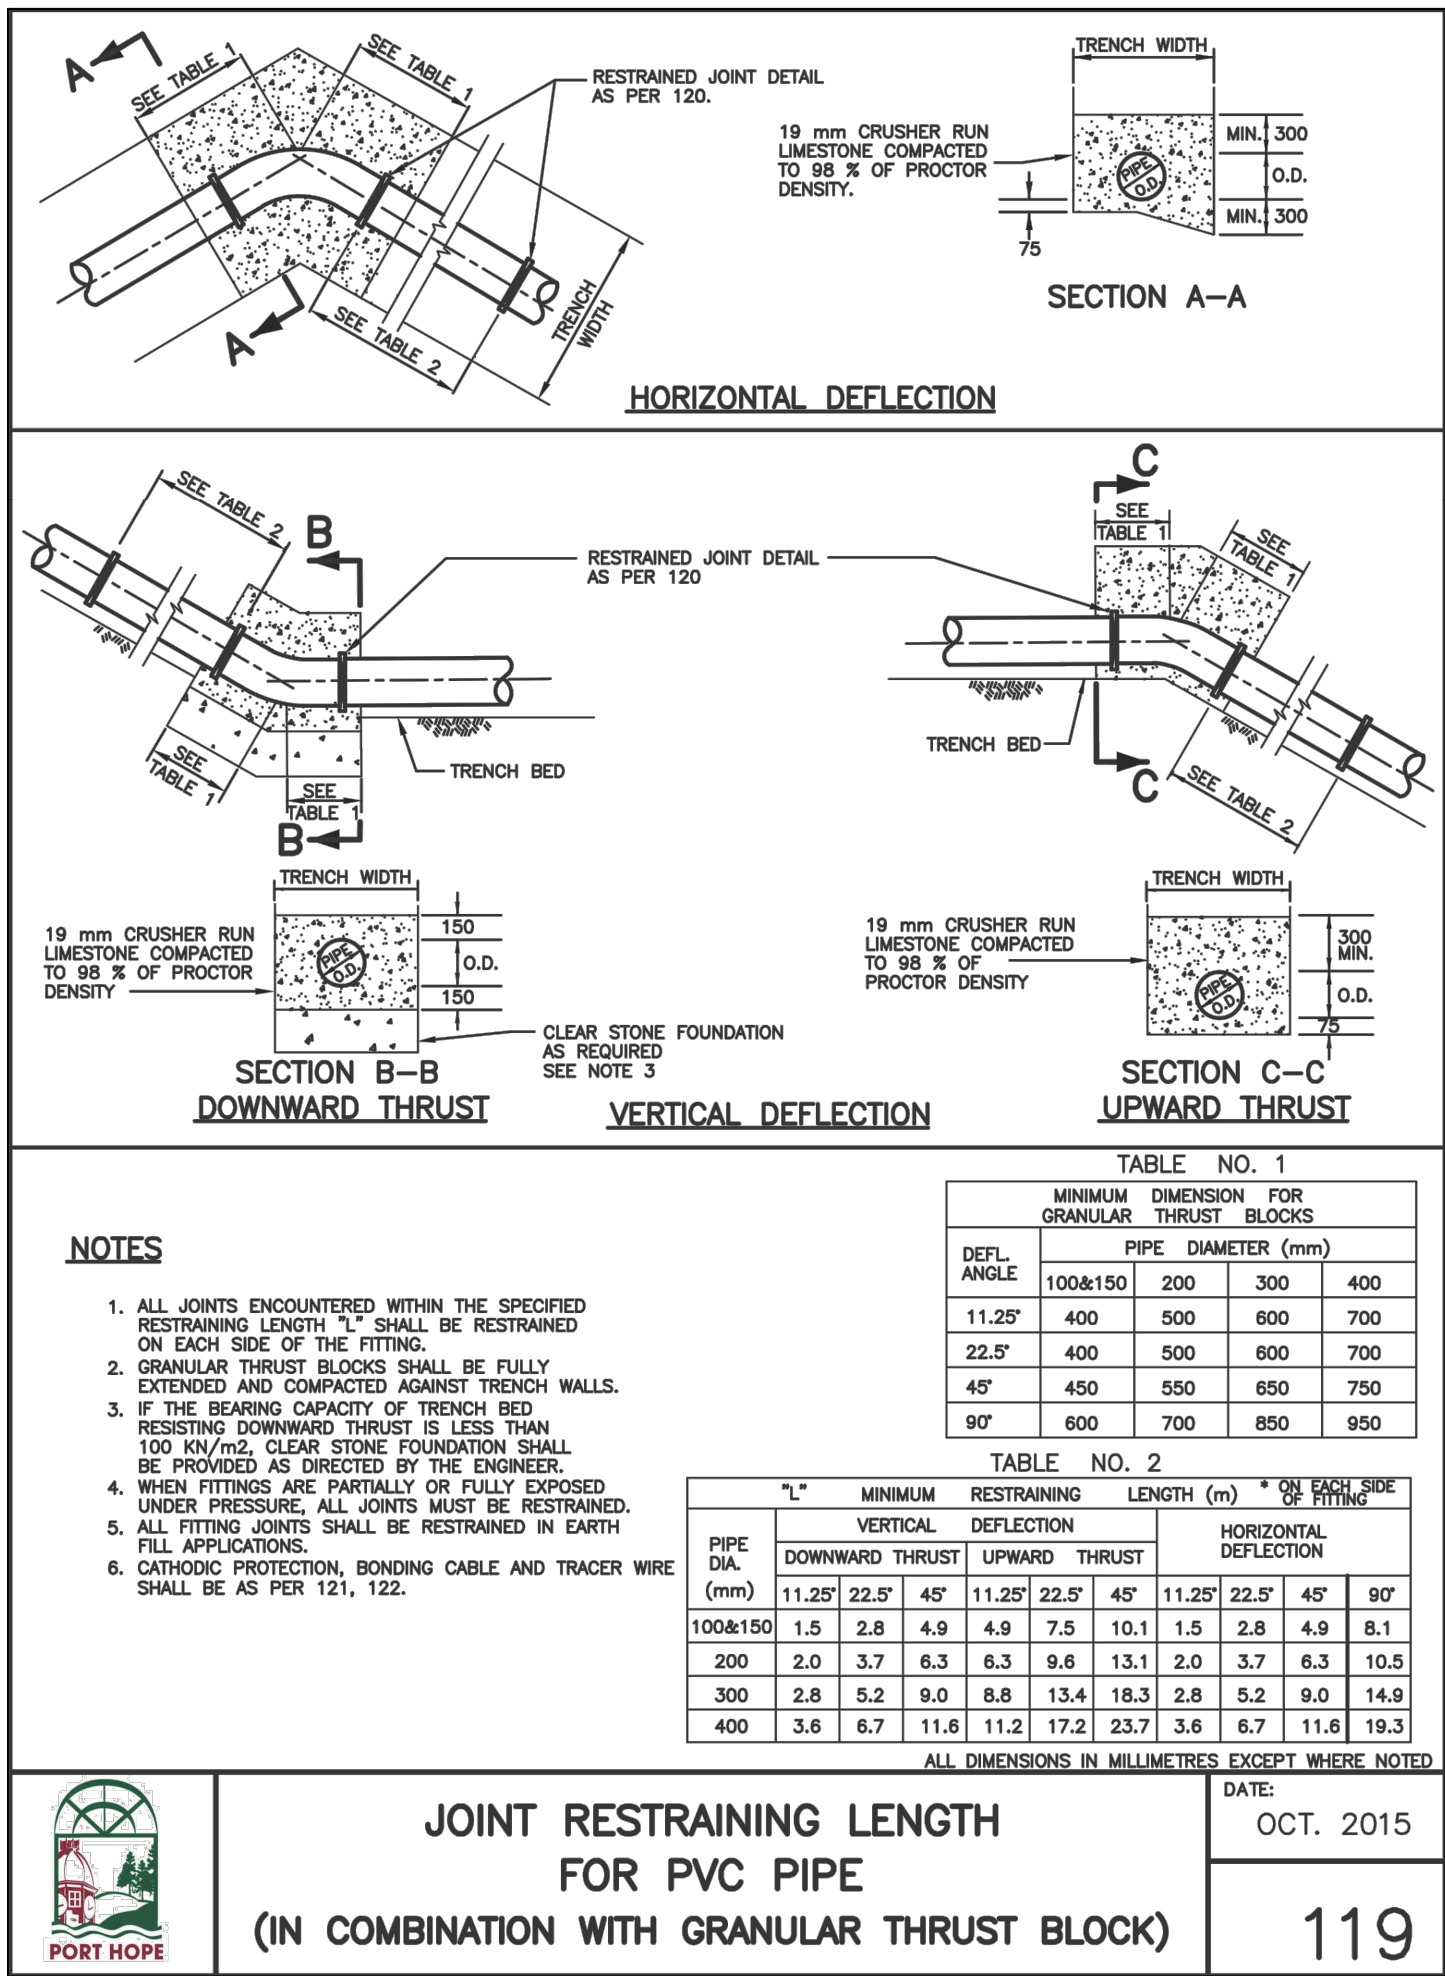 A
SEE TABLE 1
SEE TABLE 1
RESTRAINED JOINT DETAIL
AS PER 120.
A
SEE TABLE 2
TRENCH
WIDTH
TRENCH WIDTH
19 mm CRUSHER RUN
LIMESTONE COMPACTED
TO 98 % OF PROCTOR
DENSITY.
PIPE
O.D.
MIN. 300
O.D.
MIN. 300
75
SECTION A-A
HORIZONTAL DEFLECTION
SEE TABLE 2
B
RESTRAINED JOINT DETAIL
AS PER 120
SEE
TABLE 1
SEE
TABLE 1
B
TRENCH BED
C
SEE
TABLE 1
SEE
TABLE 1
TRENCH BED
C
SEE TABLE 2
TRENCH WIDTH
19 mm CRUSHER RUN
LIMESTONE COMPACTED
TO 98 % OF PROCTOR
DENSITY
PIPE
O.D.
150
O.D.
150
CLEAR STONE FOUNDATION
AS REQUIRED
SEE NOTE 3
SECTION B-B
DOWNWARD THRUST
VERTICAL DEFLECTION
TRENCH WIDTH
19 mm CRUSHER RUN
LIMESTONE COMPACTED
TO 98 % OF
PROCTOR DENSITY
PIPE
O.D.
300
MIN.
O.D.
75
SECTION C-C
UPWARD THRUST
NOTES
1. ALL JOINTS ENCOUNTERED WITHIN THE SPECIFIED
RESTRAINING LENGTH "L" SHALL BE RESTRAINED
ON EACH SIDE OF THE FITTING.
2. GRANULAR THRUST BLOCKS SHALL BE FULLY
EXTENDED AND COMPACTED AGAINST TRENCH WALLS.
3. IF THE BEARING CAPACITY OF TRENCH BED
RESISTING DOWNWARD THRUST IS LESS THAN
100 KN/m2, CLEAR STONE FOUNDATION SHALL
BE PROVIDED AS DIRECTED BY THE ENGINEER.
4. WHEN FITTINGS ARE PARTIALLY OR FULLY EXPOSED
UNDER PRESSURE, ALL JOINTS MUST BE RESTRAINED.
5. ALL FITTING JOINTS SHALL BE RESTRAINED IN EARTH
FILL APPLICATIONS.
6. CATHODIC PROTECTION, BONDING CABLE AND TRACER WIRE
SHALL BE AS PER 121, 122.
TABLE NO. 1
MINIMUM DIMENSION FOR
GRANULAR THRUST BLOCKS
DEFL.
ANGLE
PIPE DIAMETER (mm)
100&150 200 300 400
11.25° 400 500 600 700
22.5° 400 500 600 700
45° 450 550 650 750
90° 600 700 850 950
TABLE NO. 2
"L" MINIMUM RESTRAINING LENGTH (m) * ON EACH SIDE
OF FITTING
PIPE
DIA.
(mm)
VERTICAL DEFLECTION
HORIZONTAL
DEFLECTION
DOWNWARD THRUST UPWARD THRUST
11.25° 22.5° 45° 11.25° 22.5° 45° 11.25° 22.5° 45° 90°
100&150 1.5 2.8 4.9 4.9 7.5 10.1 1.5 2.8 4.9 8.1
200 2.0 3.7 6.3 6.3 9.6 13.1 2.0 3.7 6.3 10.5
300 2.8 5.2 9.0 8.8 13.4 18.3 2.8 5.2 9.0 14.9
400 3.6 6.7 11.6 11.2 17.2 23.7 3.6 6.7 11.6 19.3
ALL DIMENSIONS IN MILLIMETRES EXCEPT WHERE NOTED
PORT HOPE
JOINT RESTRAINING LENGTH
FOR PVC PIPE
(IN COMBINATION WITH GRANULAR THRUST BLOCK)
DATE:
OCT. 2015
119